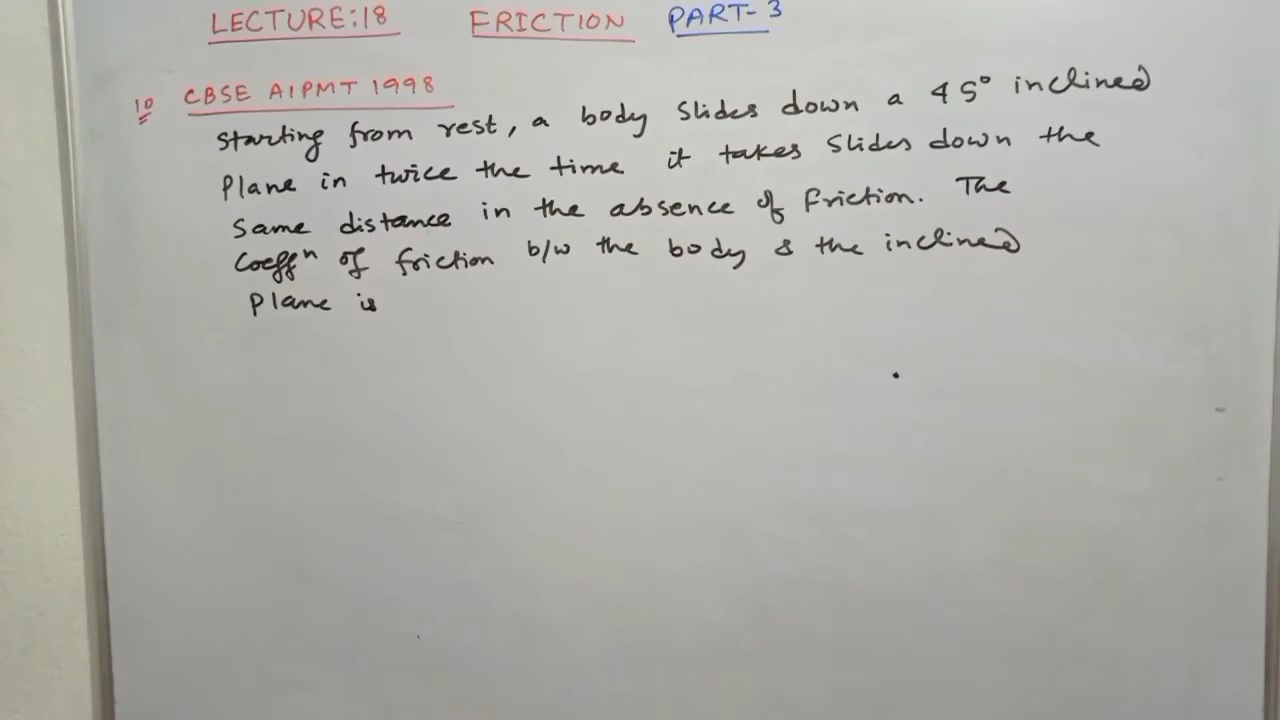 LECTURE:18 FRICTION PART-3
10 CBSE AIPMT 1998
Starting from rest, a body slides down a 45° inclined
Plane in twice the time it takes slides down the
Same distance in the absence of friction. The
Coeffⁿ of friction b/w the body & the inclined
Plane is